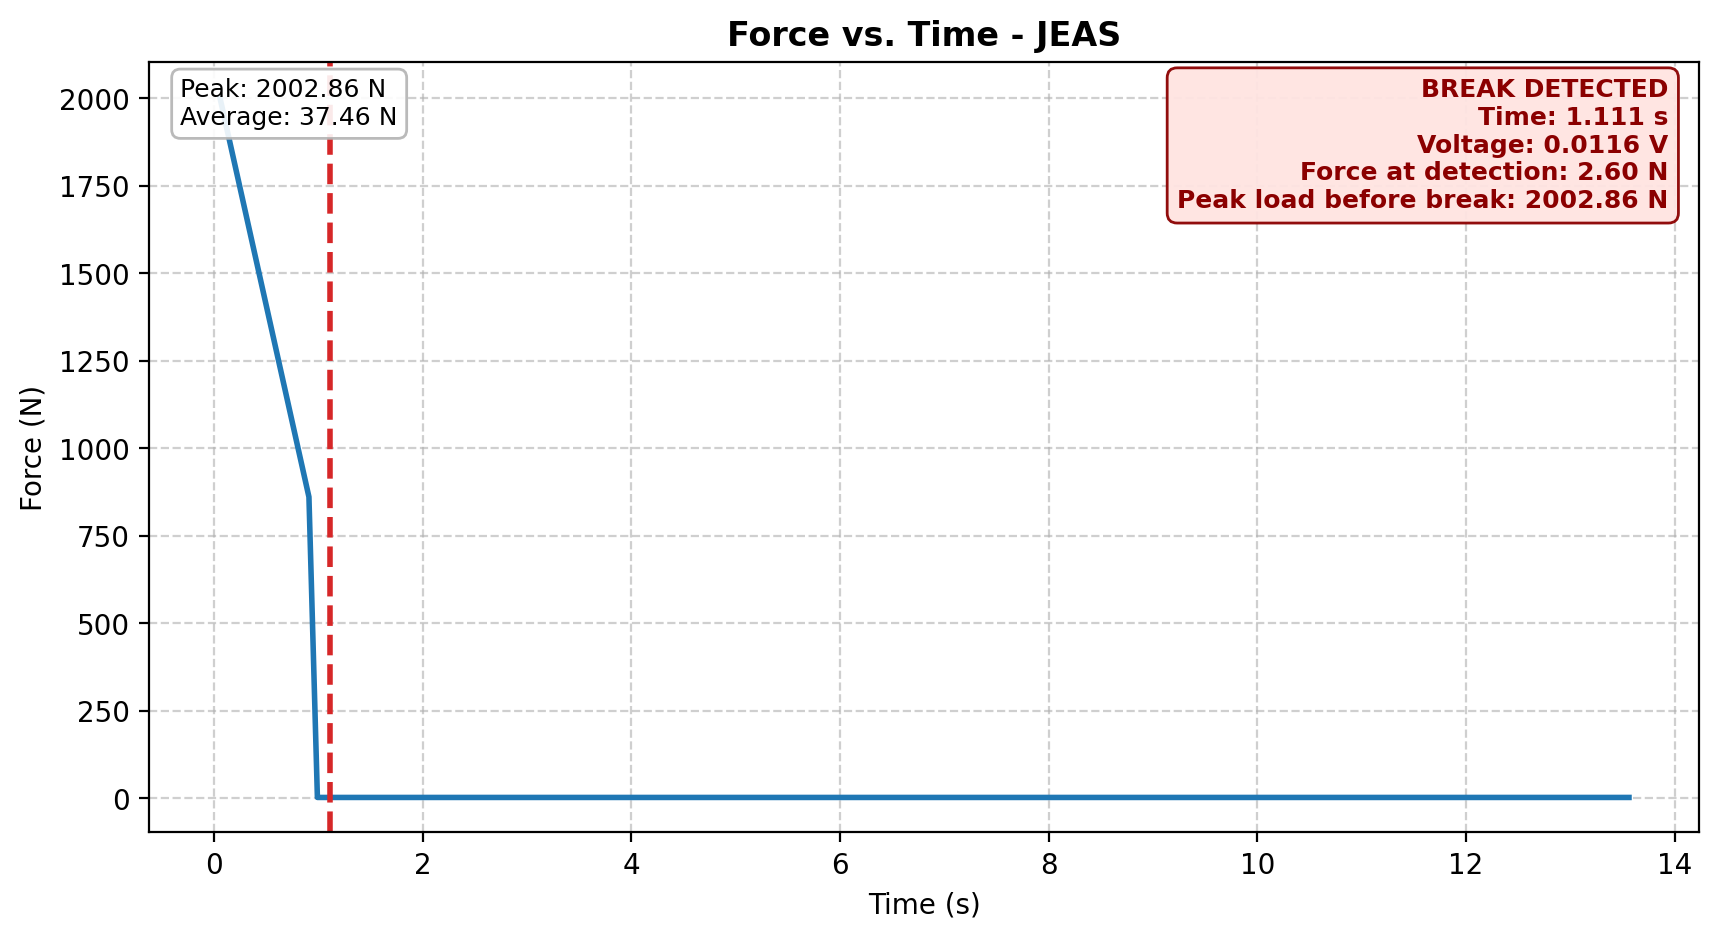 Force vs. Time - JEAS
Peak: 2002.86 N
Average: 37.46 N
BREAK DETECTED
Time: 1.111 s
Voltage: 0.0116 V
Force at detection: 2.60 N
Peak load before break: 2002.86 N
Force (N)
2000
1750
1500
1250
1000
750
500
250
0
0 2 4 6 8 10 12 14
Time (s)